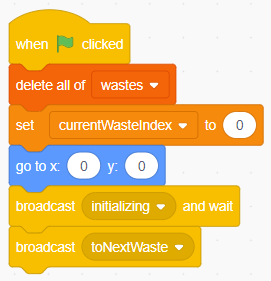 when clicked
delete all of wastes
set currentWasteIndex to 0
go to x: 0 y: 0
broadcast initializing and wait
broadcast toNextWaste